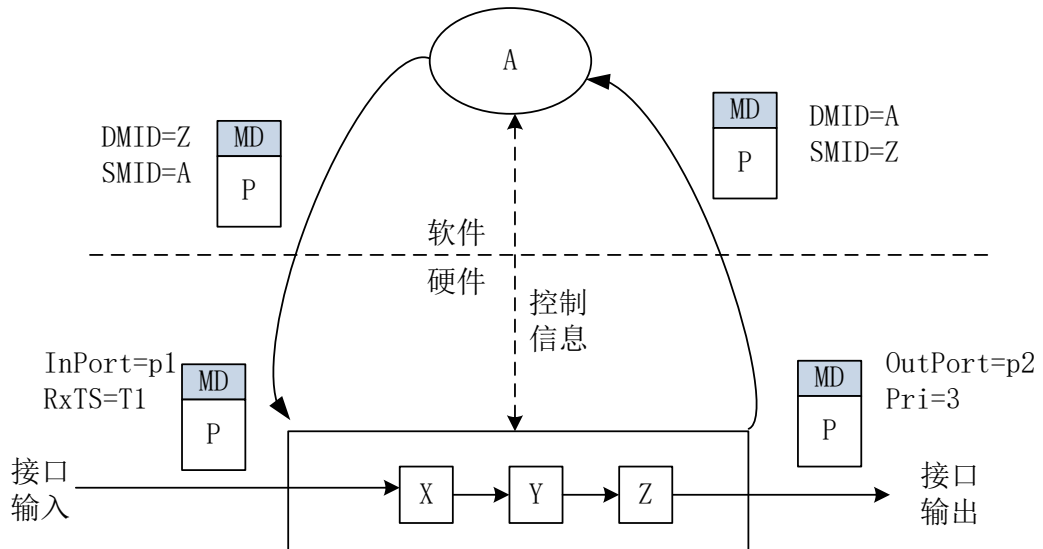 A
DMID=Z
SMID=A
MD
P
MD
P
DMID=A
SMID=Z
软件
硬件
控制
信息
InPort=p1
RxTS=T1
MD
P
MD
P
OutPort=p2
Pri=3
接口
输入
X
Y
Z
接口
输出